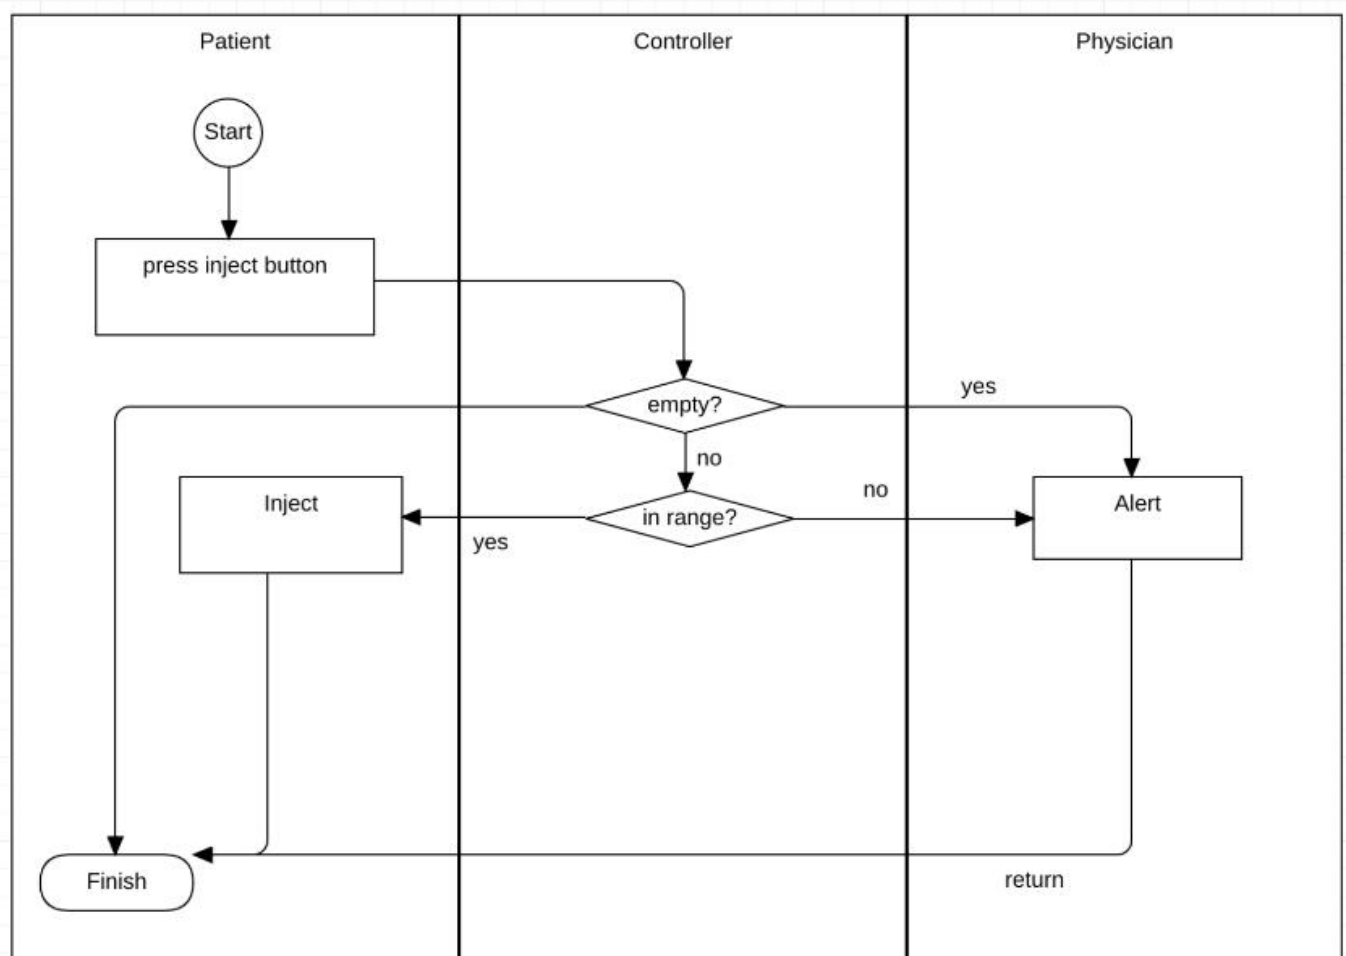 Patient
Controller
Physician
Start
press inject button
empty?
yes
no
Inject
in range?
no
Alert
yes
Finish
return